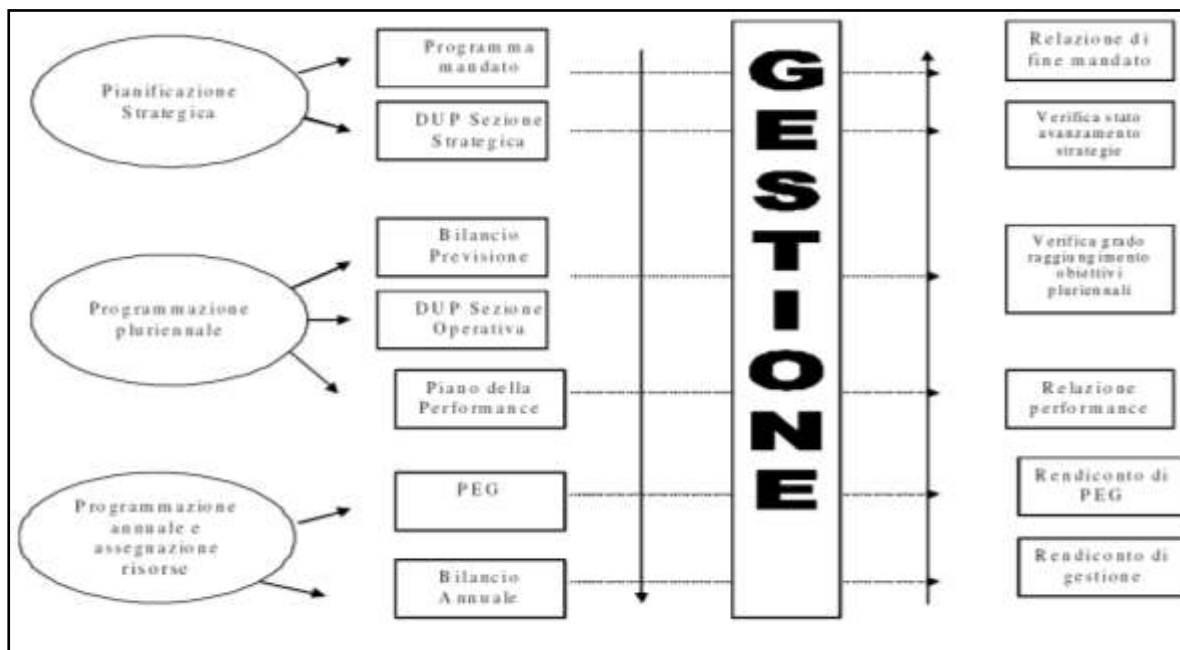 Pianificazione
Strategica
Programma
mandato
DUP Sezione
Strategica
Programmazione
pluriennale
Bilancio
Previsione
DUP Sezione
Operativa
Piano della
Performance
Programmazione
annuale e
assegnazione
risorse
PEG
Bilancio
Annuale
GESTIONE
Relazione di
fine mandato
Verifica stato
avanzamento
strategie
Verifica grado
raggiungimento
obiettivi
pluriennali
Relazione
performance
Rendiconto di
PEG
Rendiconto di
gestione